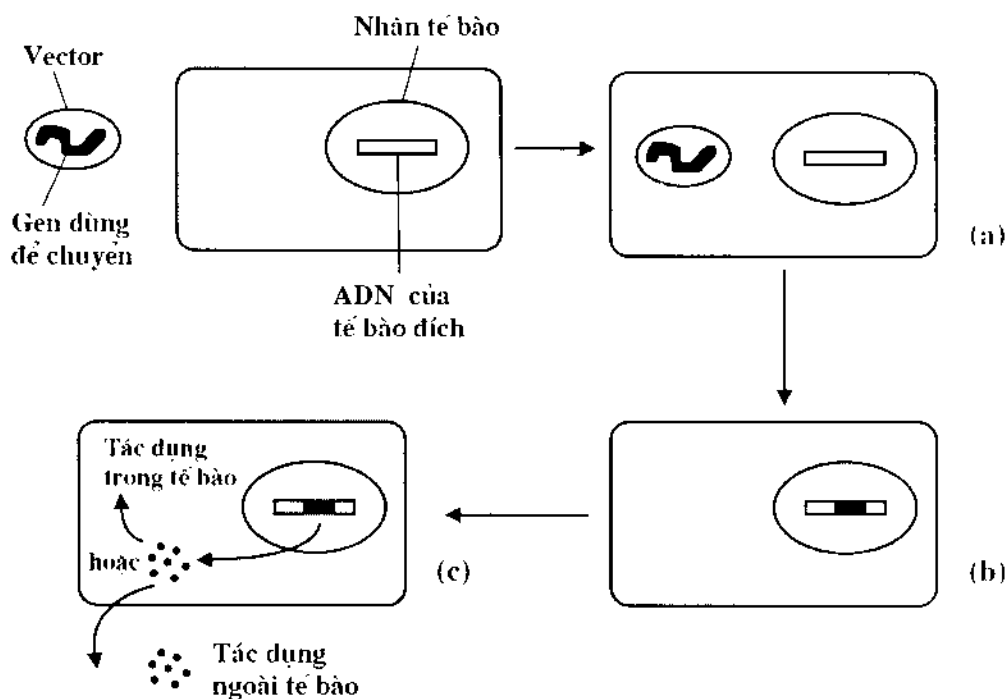 Nhân tế bào
Vector
Gen dùng
để chuyển
ADN của
tế bào đích
(a)
Tác dụng
trong tế bào
hoặc
(c)
(b)
Tác dụng
ngoài tế bào